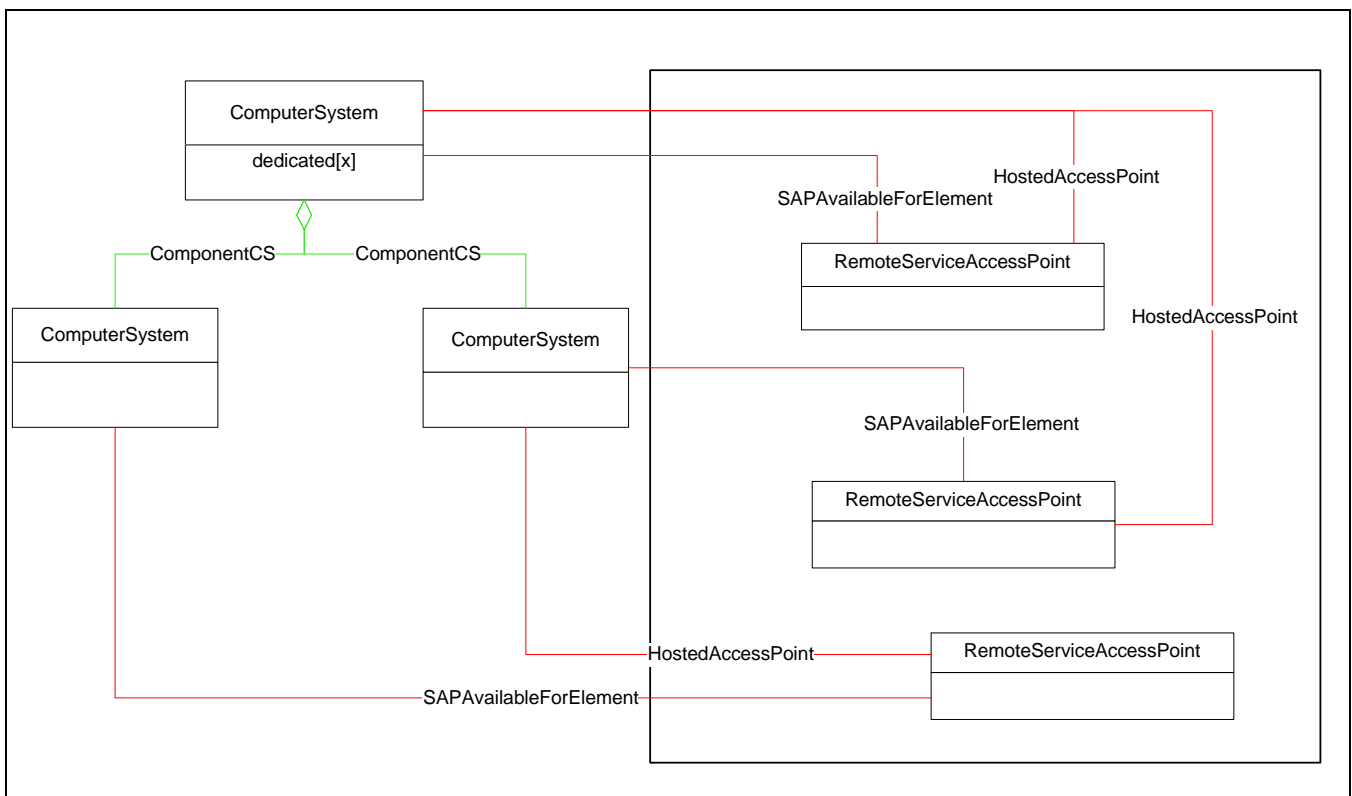 ComputerSystem
dedicated[x]
HostedAccessPoint
SAPAvailableForElement
ComponentCS
ComponentCS
RemoteServiceAccessPoint
HostedAccessPoint
ComputerSystem
ComputerSystem
SAPAvailableForElement
RemoteServiceAccessPoint
HostedAccessPoint
RemoteServiceAccessPoint
SAPAvailableForElement